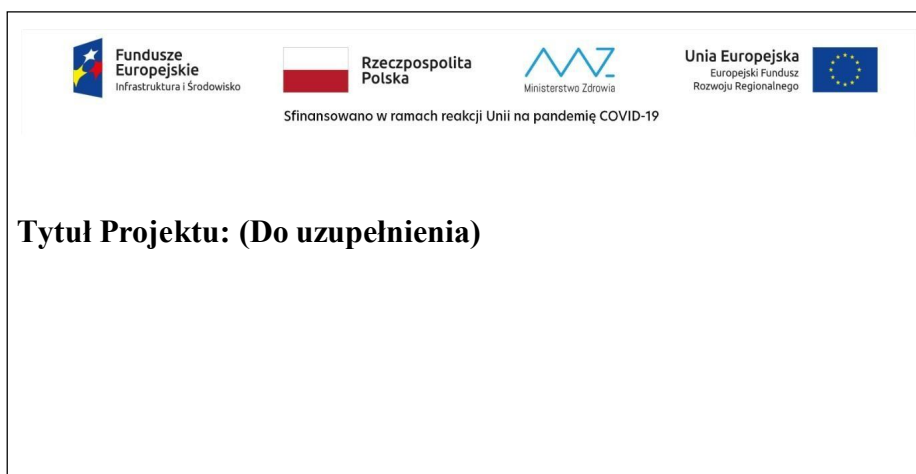 Fundusze
Europejskie
Infrastruktura i Środowisko
Rzeczpospolita
Polska
Ministerstwo Zdrowia
Unia Europejska
Europejski Fundusz
Rozwoju Regionalnego
Sfinansowano w ramach reakcji Unii na pandemię COVID-19
Tytuł Projektu: (Do uzupełnienia)